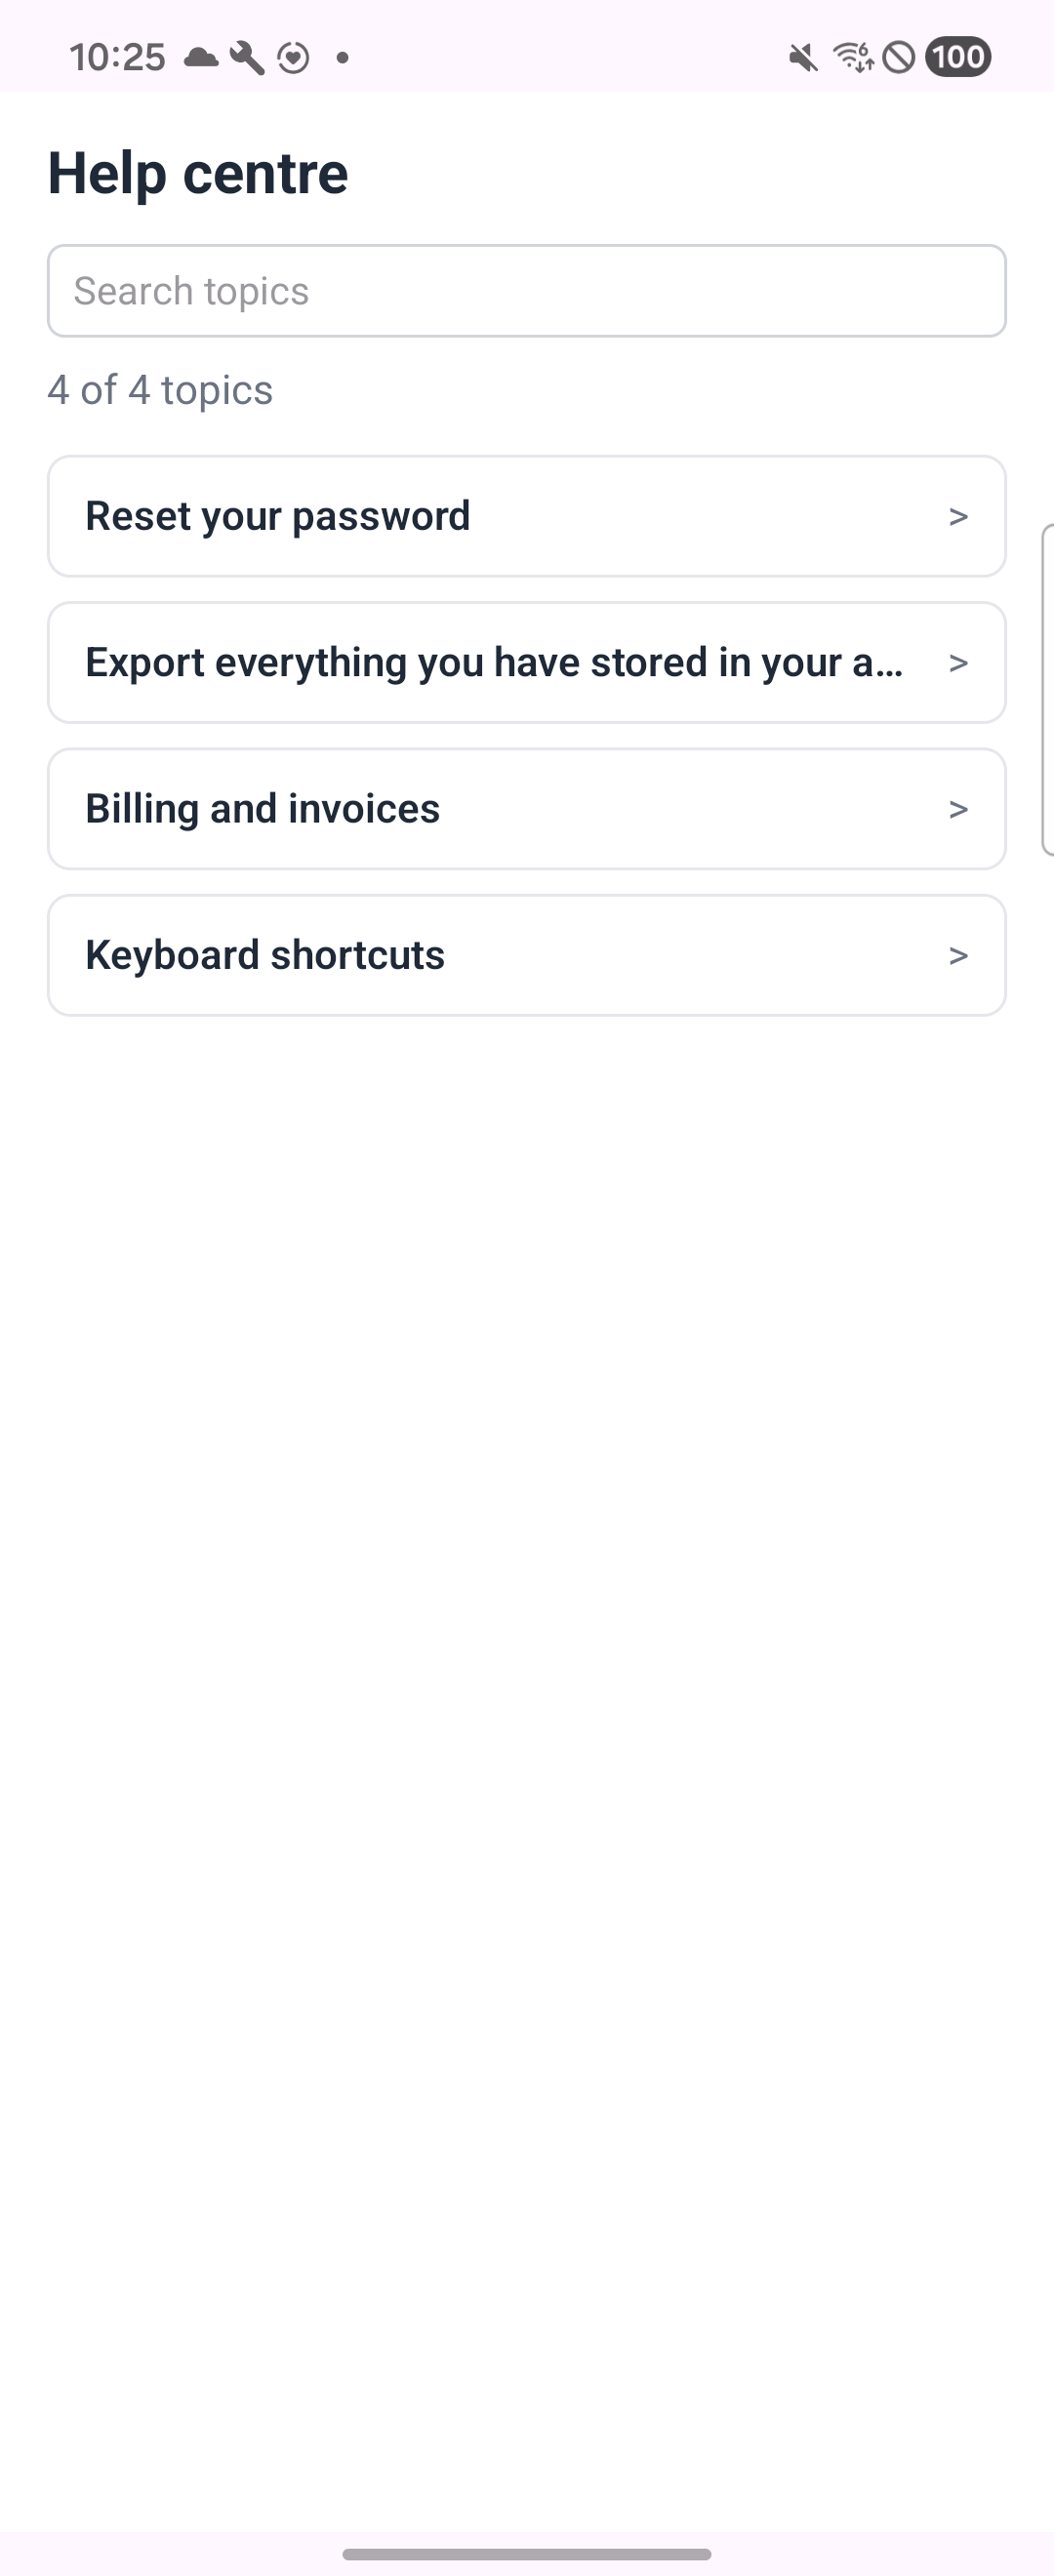 10:25
100
Help centre
Search topics
4 of 4 topics
Reset your password >
Export everything you have stored in your a... >
Billing and invoices >
Keyboard shortcuts >